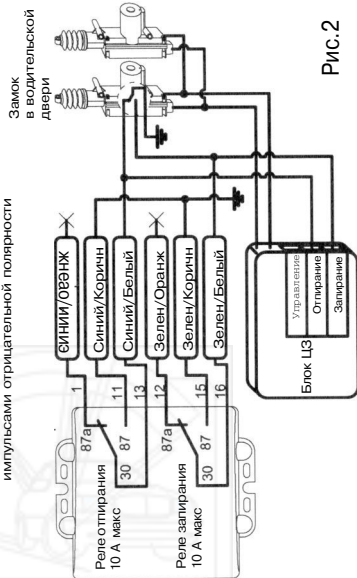 импульсами отрицательной полярности
Замок
в водительской
двери
Синий/оранж
Синий/Коричн
Синий/Белый
Зелен/Оранж
Зелен/Коричн
Зелен/Белый
1
11
13
12
15
16
87a
87
30
Реле отпирания
10 А макс
87a
87
30
Реле запирания
10 А макс
Блок ЦЗ
Управление
Отпирание
Запирание
Рис.2